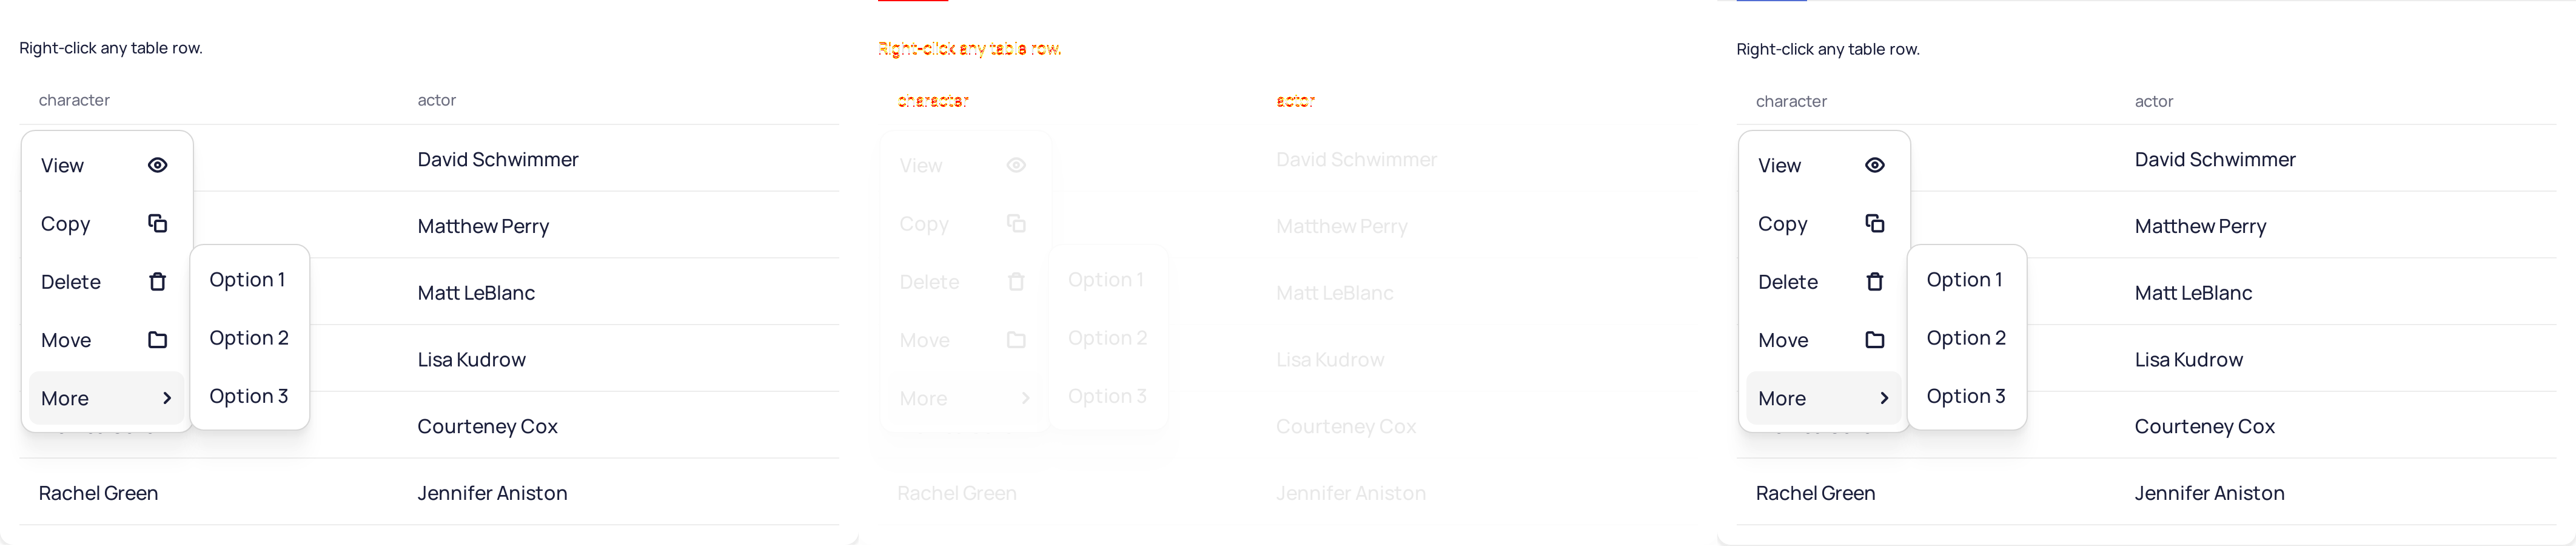 Right-click any table row.
character actor
View
David Schwimmer
Copy
Matthew Perry
Delete
Option 1
Matt LeBlanc
Move
Option 2
Lisa Kudrow
More
Option 3
Courteney Cox
Rachel Green Jennifer Aniston
Right-click any table row.
character actor
View
David Schwimmer
Copy
Matthew Perry
Delete
Option 1
Matt LeBlanc
Move
Option 2
Lisa Kudrow
More
Option 3
Courteney Cox
Rachel Green Jennifer Aniston
Right-click any table row.
character actor
View
David Schwimmer
Copy
Matthew Perry
Delete
Option 1
Matt LeBlanc
Move
Option 2
Lisa Kudrow
More
Option 3
Courteney Cox
Rachel Green Jennifer Aniston